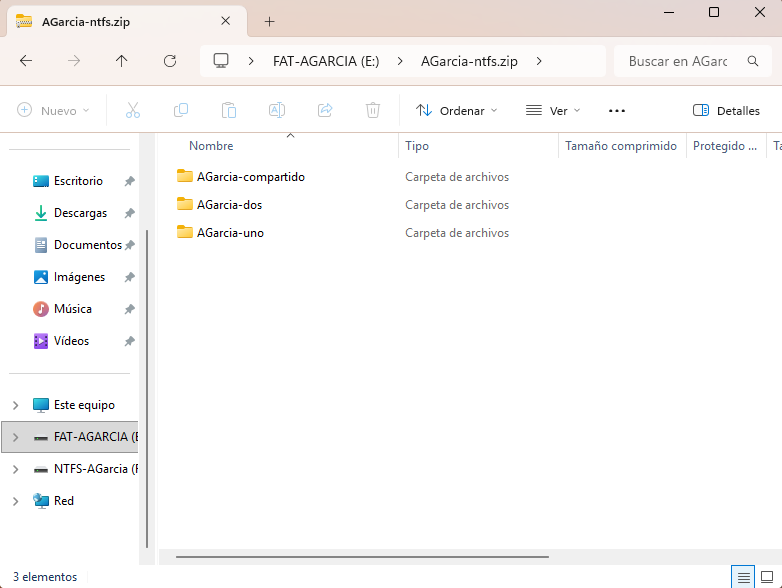 AGarcia-ntfs.zip
FAT-AGARCIA (E:) AGarcia-ntfs.zip Buscar en AGarc
Nuevo Ordenar Ver Detalles
Nombre Tipo Tamaño comprimido Protegido ... Ta
AGarcia-compartido Carpeta de archivos
AGarcia-dos Carpeta de archivos
AGarcia-uno Carpeta de archivos
Escritorio
Descargas
Documentos
Imágenes
Música
Vídeos
Este equipo
FAT-AGARCIA (E
NTFS-AGarcia (F
Red
3 elementos